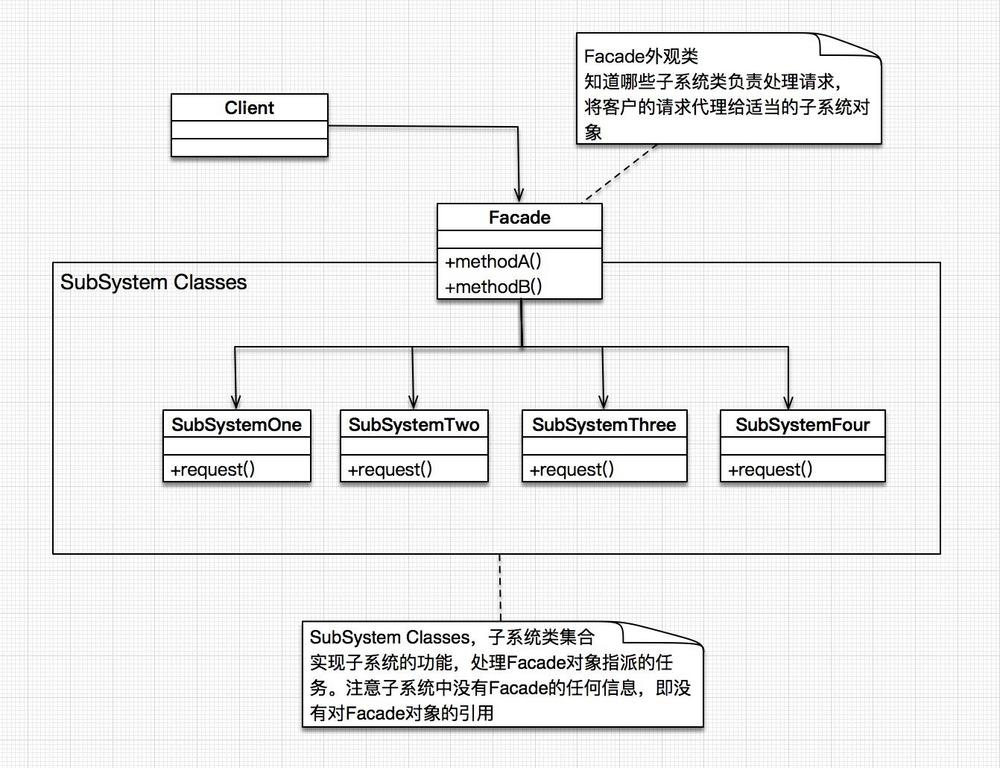 Facade外观类
知道哪些子系统类负责处理请求，
将客户的请求代理给适当的子系统对
象
Client
Facade
+methodA()
+methodB()
SubSystem Classes
SubSystemOne
+request()
SubSystemTwo
+request()
SubSystemThree
+request()
SubSystemFour
+request()
SubSystem Classes，子系统类集合
实现子系统的功能，处理Facade对象指派的任
务。注意子系统中没有Facade的任何信息，即没
有对Facade对象的引用